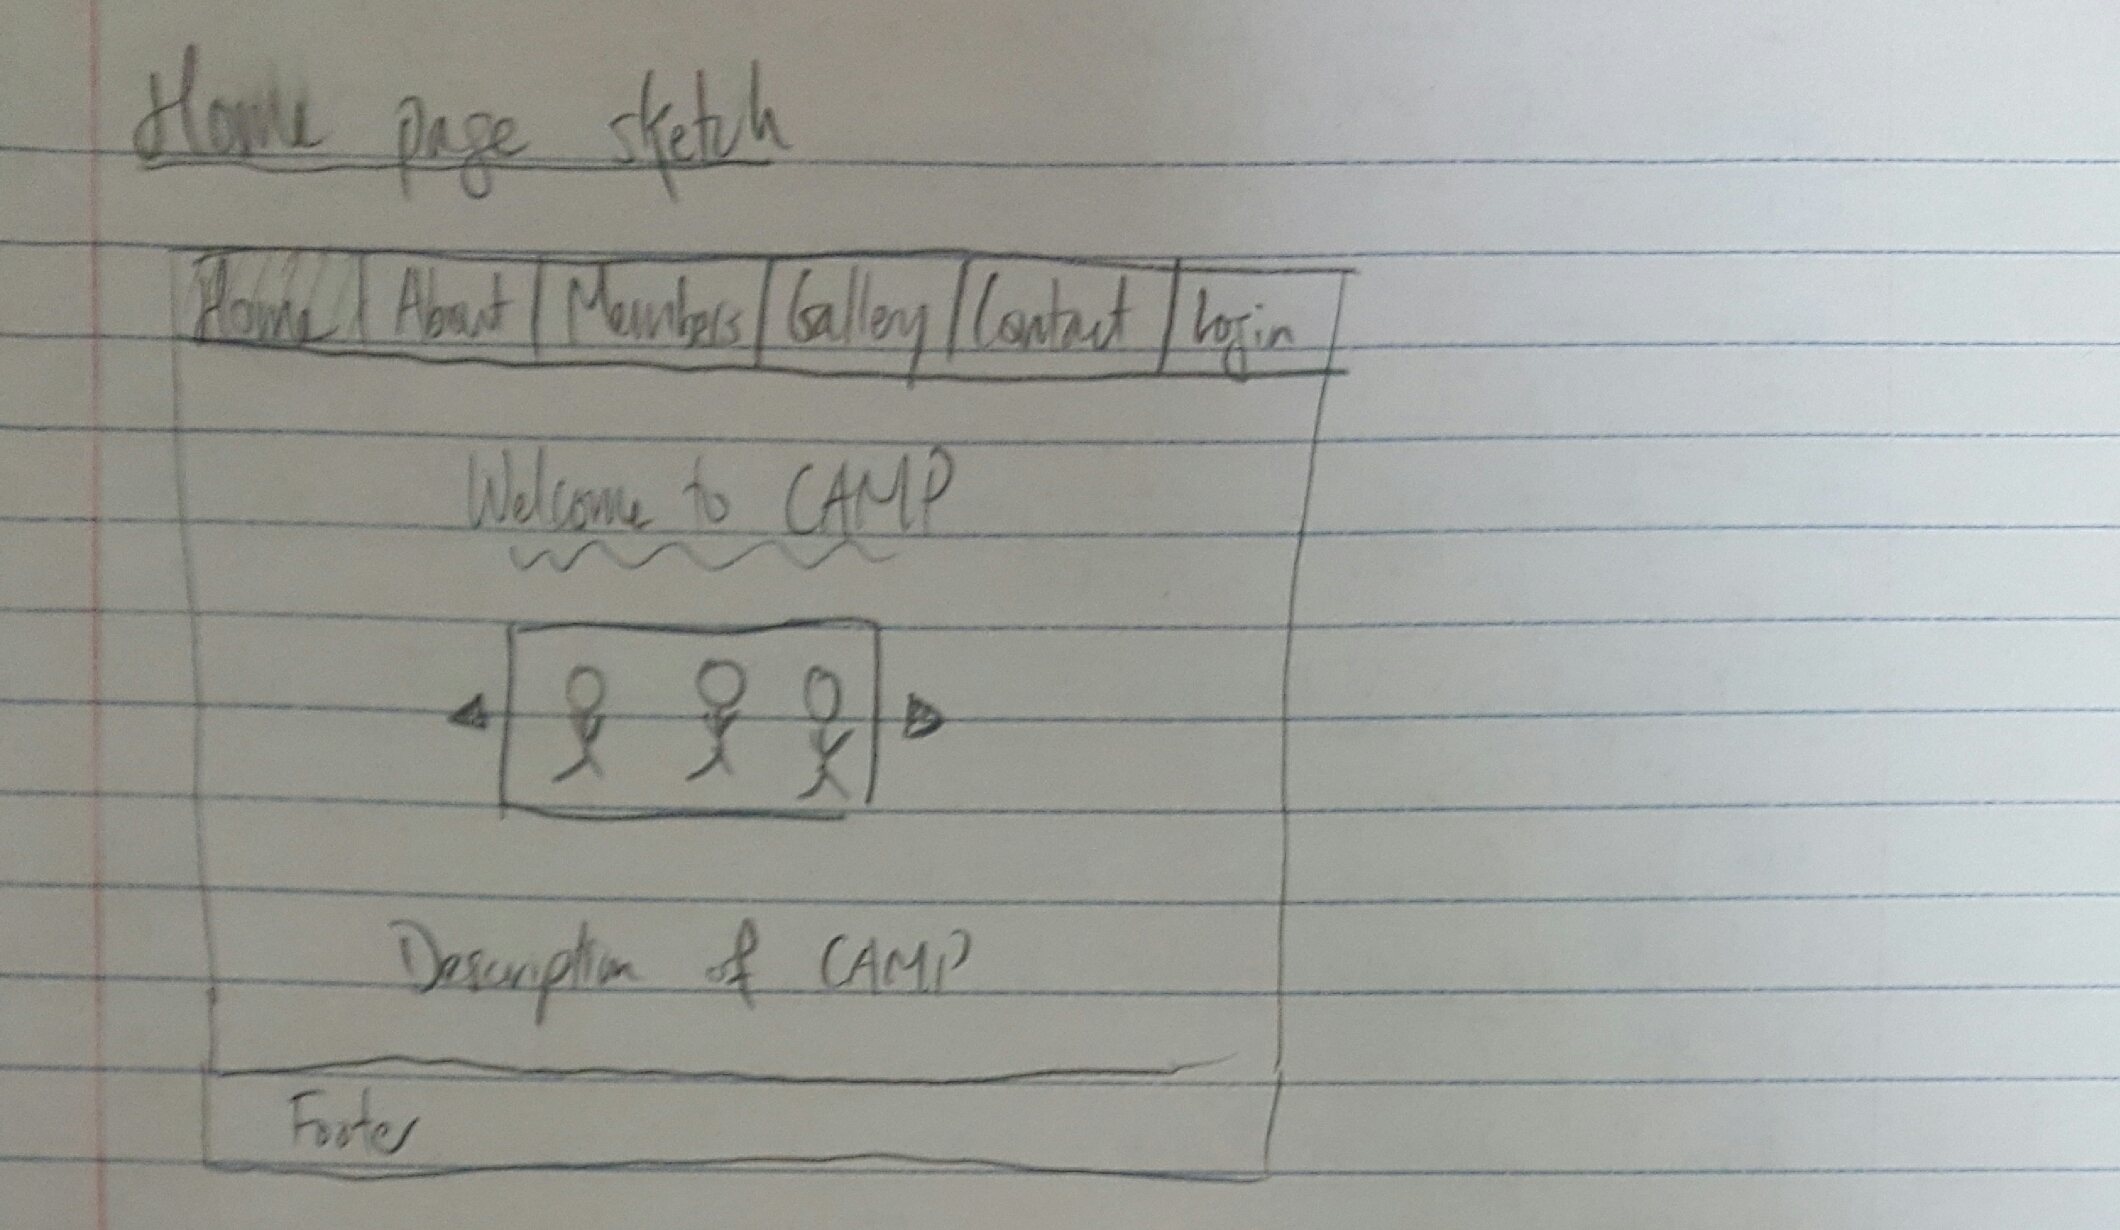 Home page sketch
Home About Members Gallery Contact Login
Welcome to CAMP
Description of CAMP
Footer